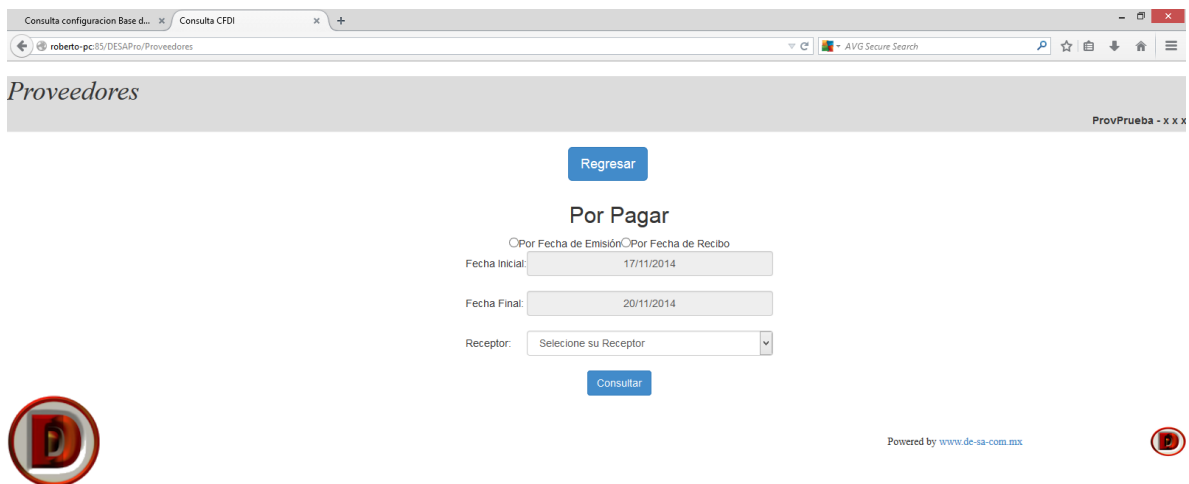 Consulta configuracion Base d... × Consulta CFDI × +
roberto-pc:85/DESAPro/Proveedores AVG Secure Search
Proveedores
ProvPrueba - x x x
Regresar
Por Pagar
Por Fecha de Emisión Por Fecha de Recibo
Fecha Inicial: 17/11/2014
Fecha Final: 20/11/2014
Receptor: Selecione su Receptor
Consultar
D
Powered by www.de-sa-com.mx
D